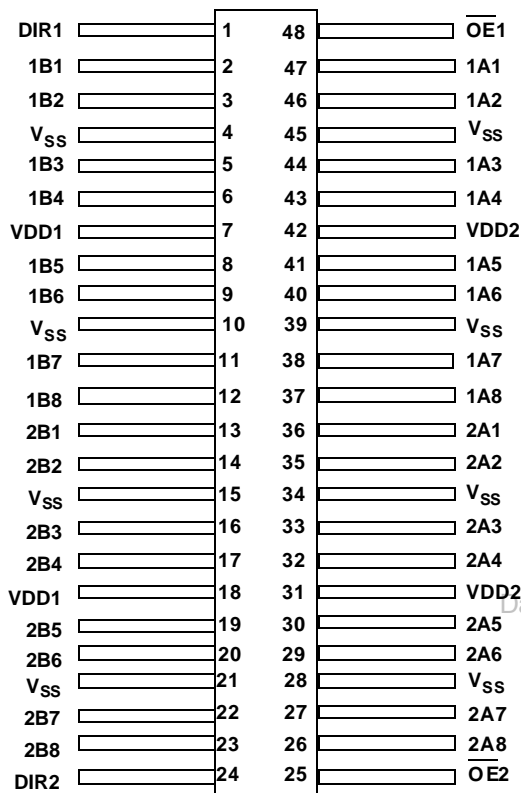 DIR1 1 48 O̅E̅1
1B1 2 47 1A1
1B2 3 46 1A2
VSS 4 45 VSS
1B3 5 44 1A3
1B4 6 43 1A4
VDD1 7 42 VDD2
1B5 8 41 1A5
1B6 9 40 1A6
VSS 10 39 VSS
1B7 11 38 1A7
1B8 12 37 1A8
2B1 13 36 2A1
2B2 14 35 2A2
VSS 15 34 VSS
2B3 16 33 2A3
2B4 17 32 2A4
VDD1 18 31 VDD2
2B5 19 30 2A5
2B6 20 29 2A6
VSS 21 28 VSS
2B7 22 27 2A7
2B8 23 26 2A8
DIR2 24 25 O̅E̅2